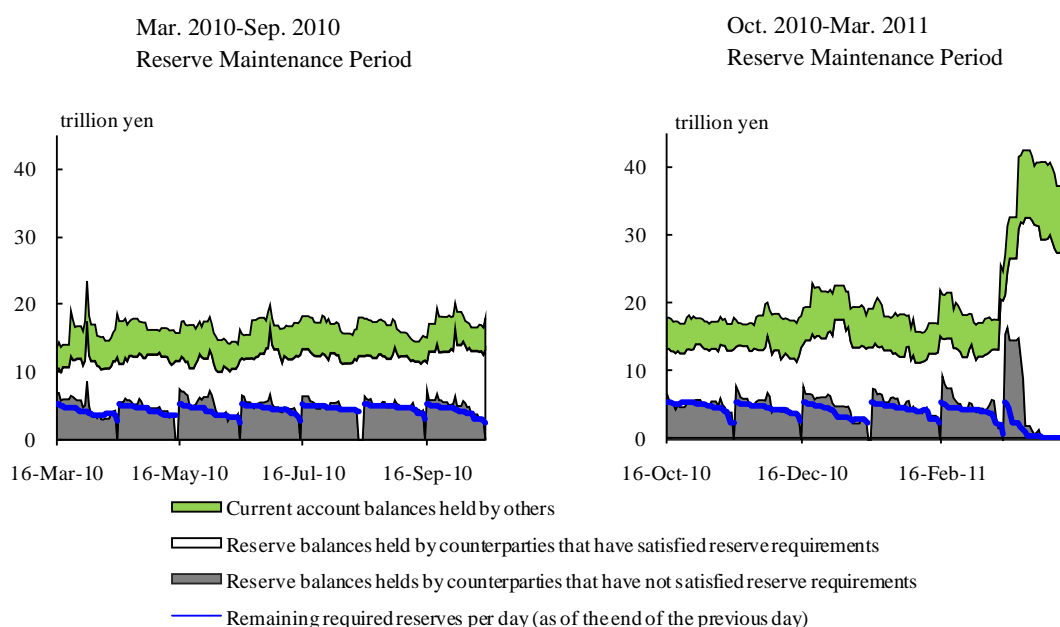 Mar. 2010-Sep. 2010
Reserve Maintenance Period
trillion yen
40
30
20
10
0
16-Mar-10 16-May-10 16-Jul-10 16-Sep-10
Oct. 2010-Mar. 2011
Reserve Maintenance Period
trillion yen
40
30
20
10
0
16-Oct-10 16-Dec-10 16-Feb-11
Current account balances held by others
Reserve balances held by counterparties that have satisfied reserve requirements
Reserve balances helds by counterparties that have not satisfied reserve requirements
Remaining required reserves per day (as of the end of the previous day)